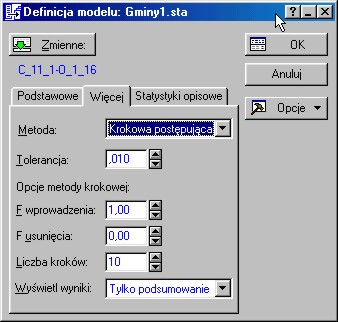 Definicja modelu: Gminy1.sta
Zmienne:
OK
C_11_1-O_1_16
Anuluj
Podstawowe Więcej Statystyki opisowe
Opcje
Metoda: Krokowa postępująca
Tolerancja: ,010
Opcje metody krokowej:
F wprowadzenia: 1,00
F usunięcia: 0,00
Liczba kroków: 10
Wyświetl wyniki: Tylko podsumowanie